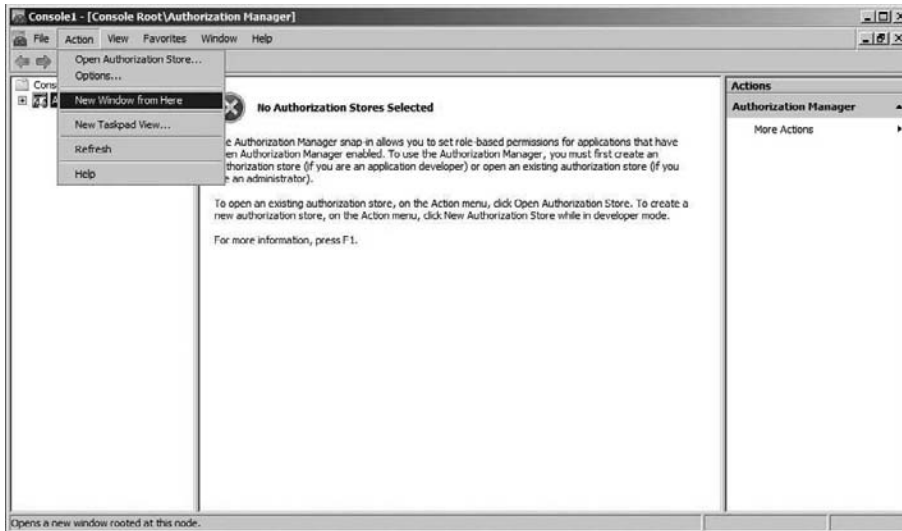 Console1 - [Console Root\Authorization Manager]
File Action View Favorites Window Help
Open Authorization Store...
Options...
New Window from Here
New Taskpad View...
Refresh
Help
Cons
A
No Authorization Stores Selected
e Authorization Manager snap-in allows you to set role-based permissions for applications that have
en Authorization Manager enabled. To use the Authorization Manager, you must first create an
thorization store (if you are an application developer) or open an existing authorization store (if you
e an administrator).
To open an existing authorization store, on the Action menu, click Open Authorization Store. To create a
new authorization store, on the Action menu, click New Authorization Store while in developer mode.
For more information, press F1.
Actions
Authorization Manager
More Actions
Opens a new window rooted at this node.